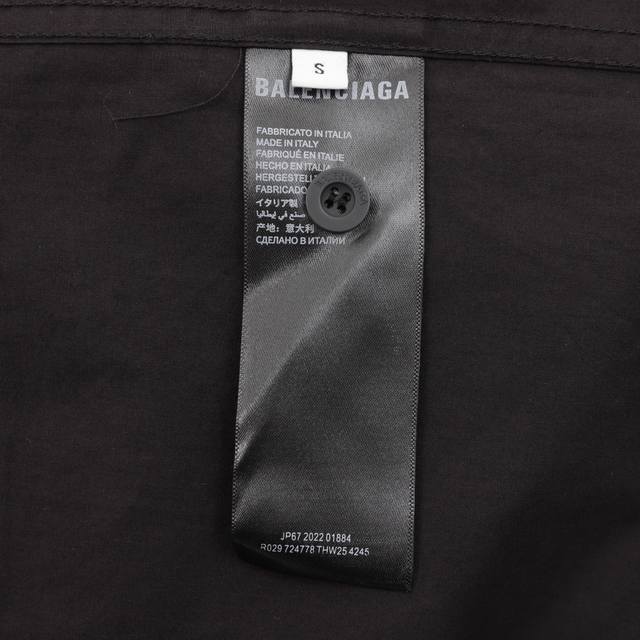 S
BALENCIAGA
FABBRICATO IN ITALIA
MADE IN ITALY
FABRIQUÉ EN ITALIE
HECHO EN ITALIA
FABRICADO
イタリア製
صنع في إيطاليا
产地: 意大利
СДЕЛАНО В ИТАЛИИ
JP67 2022 01884
R029 724778 THW25 4245